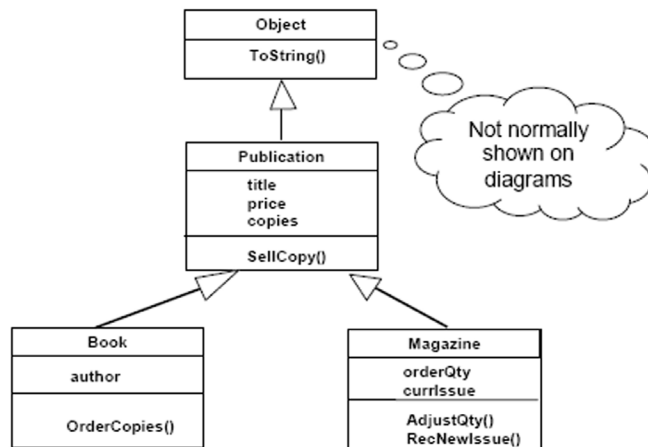 Object
ToString()
Not normally
shown on
diagrams
Publication
title
price
copies
SellCopy()
Book
author
OrderCopies()
Magazine
orderQty
currIssue
AdjustQty()
RecNewIssue()